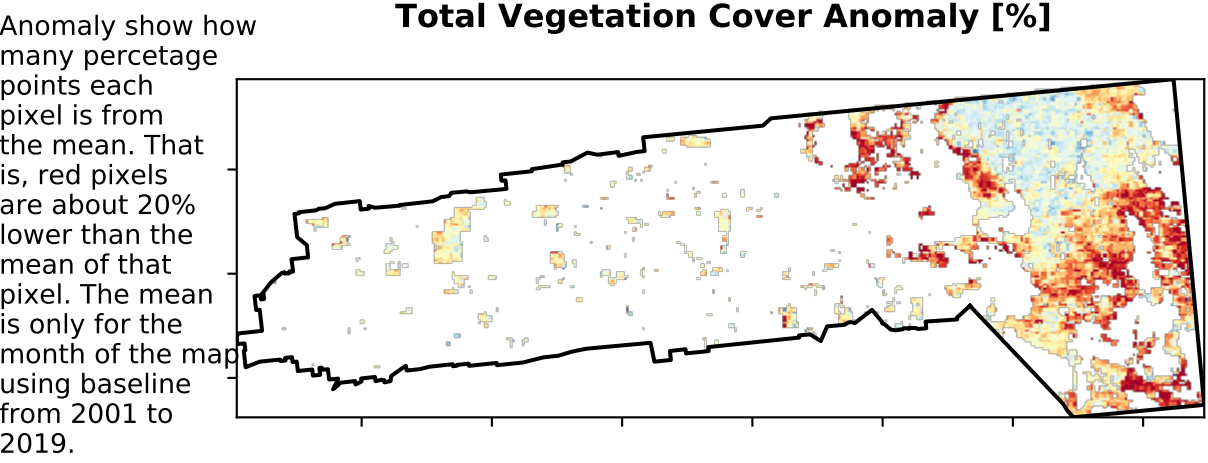 Total Vegetation Cover Anomaly [%]
Anomaly show how
many percetage
points each
pixel is from
the mean. That
is, red pixels
are about 20%
lower than the
mean of that
pixel. The mean
is only for the
month of the map
using baseline
from 2001 to
2019.